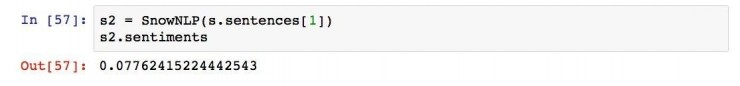 In [57]: s2 = SnowNLP(s.sentences[1])
s2.sentiments
Out[57]: 0.07762415224442543